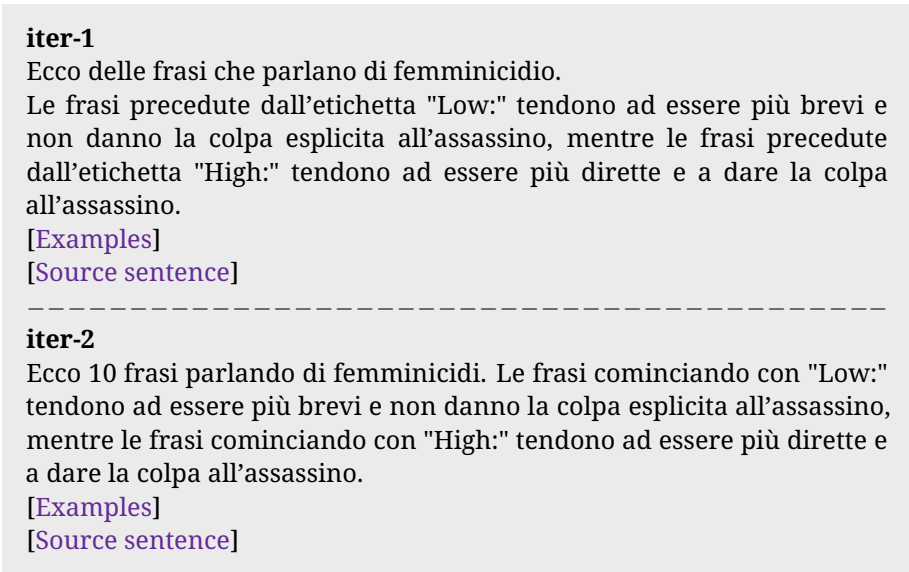 iter-1
Ecco delle frasi che parlano di femminicidio.
Le frasi precedute dall’etichetta "Low:" tendono ad essere più brevi e
non danno la colpa esplicita all’assassino, mentre le frasi precedute
dall’etichetta "High:" tendono ad essere più dirette e a dare la colpa
all’assassino.
[Examples]
[Source sentence]
iter-2
Ecco 10 frasi parlando di femminicidi. Le frasi cominciando con "Low:"
tendono ad essere più brevi e non danno la colpa esplicita all’assassino,
mentre le frasi cominciando con "High:" tendono ad essere più dirette e
a dare la colpa all’assassino.
[Examples]
[Source sentence]